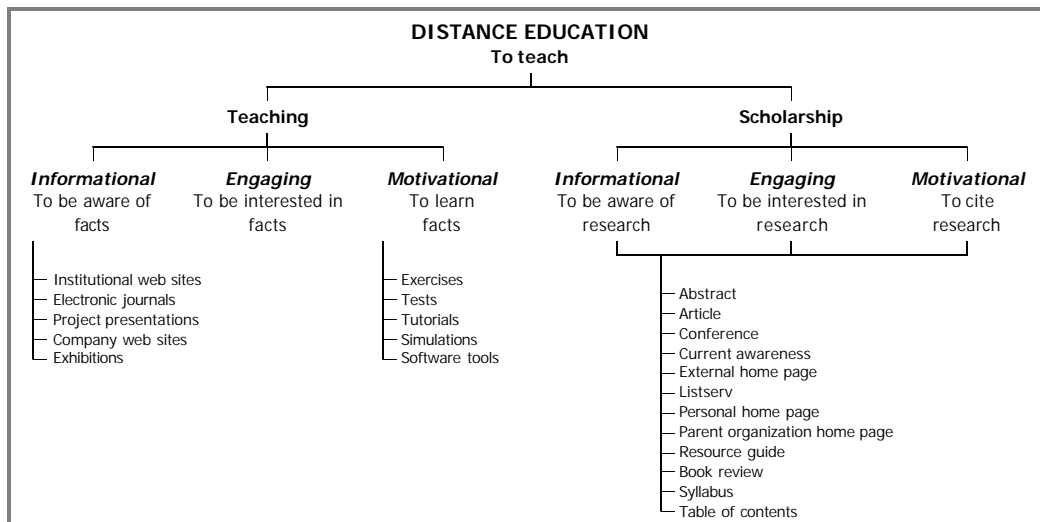 DISTANCE EDUCATION
To teach
Teaching
Scholarship
Informational
To be aware of
facts
Engaging
To be interested in
facts
Motivational
To learn
facts
Informational
To be aware of
research
Engaging
To be interested in
research
Motivational
To cite
research
Institutional web sites
Electronic journals
Project presentations
Company web sites
Exhibitions
Exercises
Tests
Tutorials
Simulations
Software tools
Abstract
Article
Conference
Current awareness
External home page
Listserv
Personal home page
Parent organization home page
Resource guide
Book review
Syllabus
Table of contents